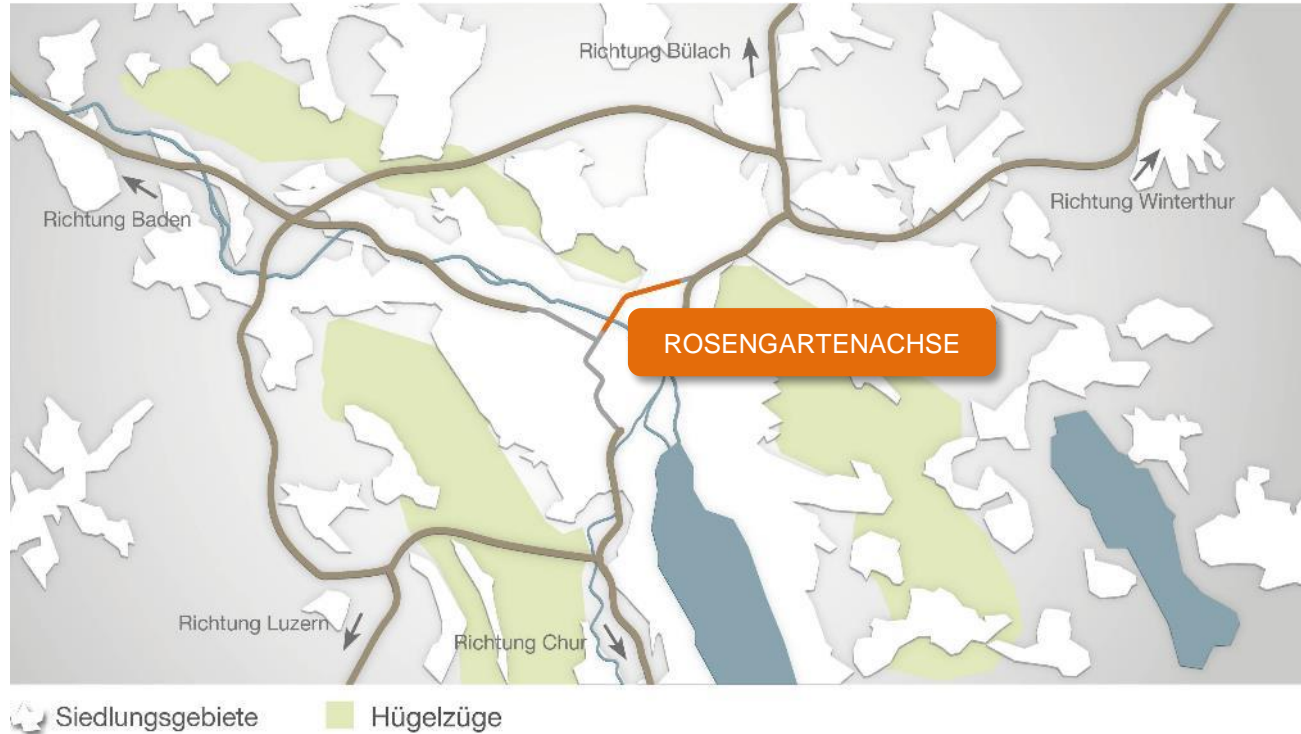 Richtung Bülach
Richtung Baden
Richtung Winterthur
ROSENGARTENACHSE
Richtung Luzern
Richtung Chur
Siedlungsgebiete
Hügelzüge